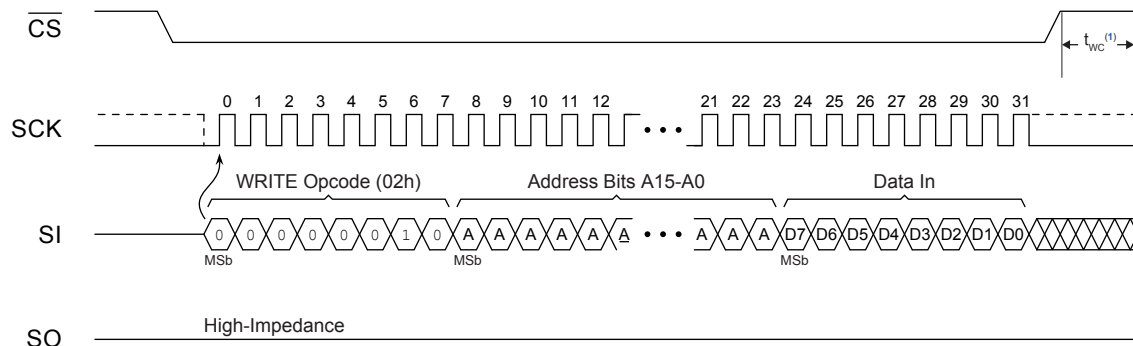 CS
t_WC^(1)
0 1 2 3 4 5 6 7 8 9 10 11 12 21 22 23 24 25 26 27 28 29 30 31
SCK
WRITE Opcode (02h) Address Bits A15-A0 Data In
SI 0 0 0 0 0 0 1 0 A A A A A A A A A D7 D6 D5 D4 D3 D2 D1 D0
MSb MSb MSb
High-Impedance
SO